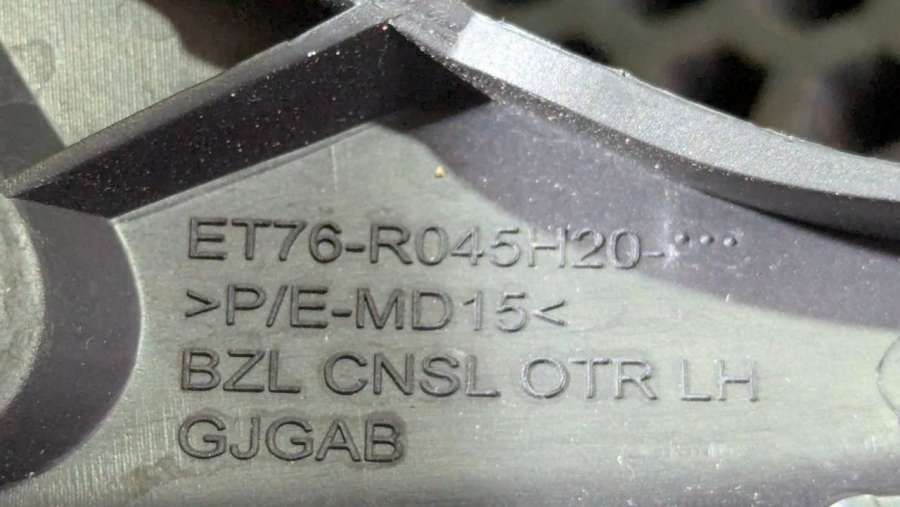 ET76-R045H20-•••
>P/E-MD15<
BZL CNSL OTR LH
GJGAB